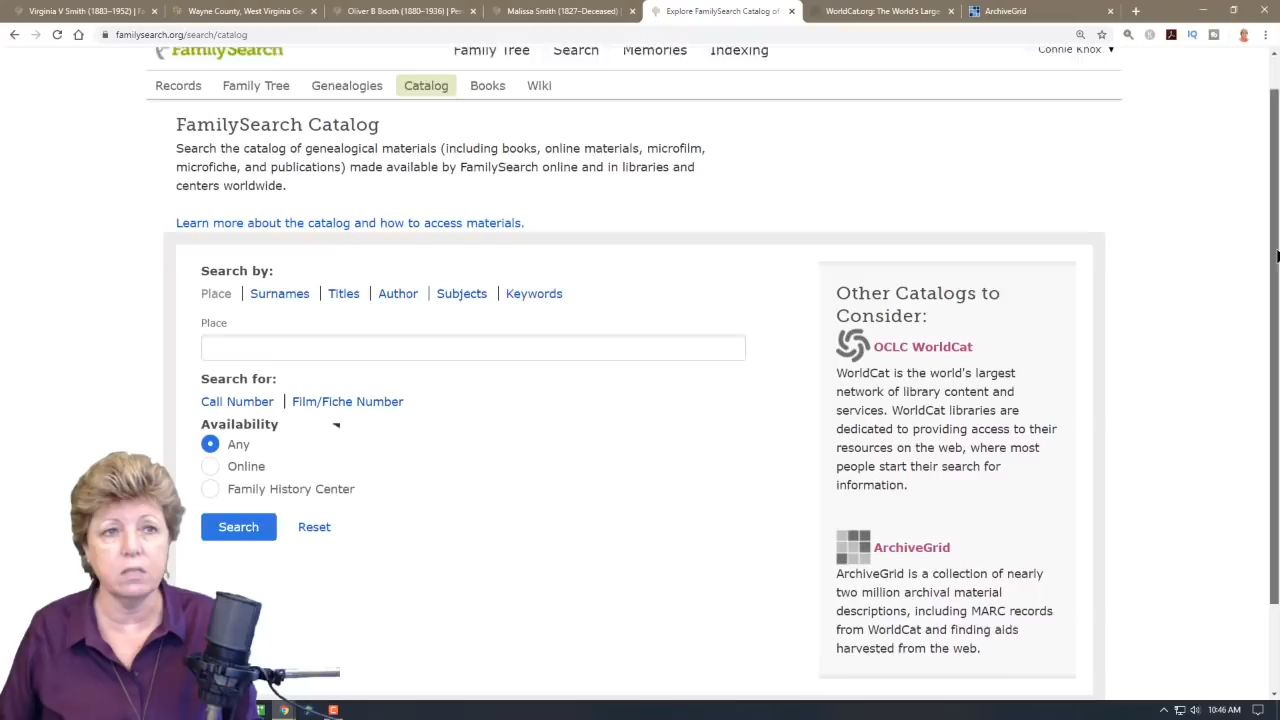 Virginia V Smith (1883–1952) | F
Wayne County, West Virginia Ge
Oliver B Booth (1880–1936) | Per
Malissa Smith (1827–Deceased) |
Explore FamilySearch Catalog of
WorldCat.org: The World's Larges
ArchiveGrid
familysearch.org/search/catalog
FamilySearch
Family Tree Search Memories Indexing
Connie Knox
Records Family Tree Genealogies Catalog Books Wiki
FamilySearch Catalog
Search the catalog of genealogical materials (including books, online materials, microfilm,
microfiche, and publications) made available by FamilySearch online and in libraries and
centers worldwide.
Learn more about the catalog and how to access materials.
Search by:
Place | Surnames | Titles | Author | Subjects | Keywords
Place
Search for:
Call Number | Film/Fiche Number
Availability
Any
Online
Family History Center
Search Reset
Other Catalogs to
Consider:
OCLC WorldCat
WorldCat is the world's largest
network of library content and
services. WorldCat libraries are
dedicated to providing access to their
resources on the web, where most
people start their search for
information.
ArchiveGrid
ArchiveGrid is a collection of nearly
two million archival material
descriptions, including MARC records
from WorldCat and finding aids
harvested from the web.
10:46 AM